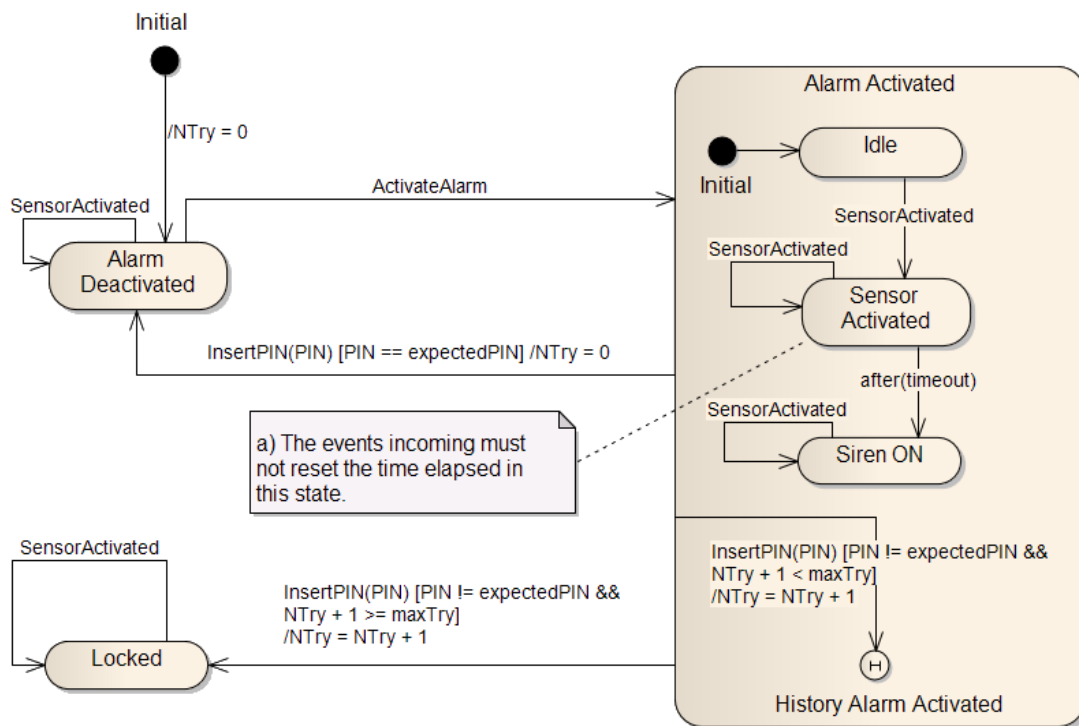 Initial
/NTry = 0
SensorActivated
Alarm
Deactivated
ActivateAlarm
Alarm Activated
Idle
Initial
SensorActivated
SensorActivated
Sensor
Activated
InsertPIN(PIN) [PIN == expectedPIN] /NTry = 0
after(timeout)
SensorActivated
Siren ON
a) The events incoming must
not reset the time elapsed in
this state.
SensorActivated
Locked
InsertPIN(PIN) [PIN != expectedPIN &&
NTry + 1 >= maxTry]
/NTry = NTry + 1
InsertPIN(PIN) [PIN != expectedPIN &&
NTry + 1 < maxTry]
/NTry = NTry + 1
H
History Alarm Activated